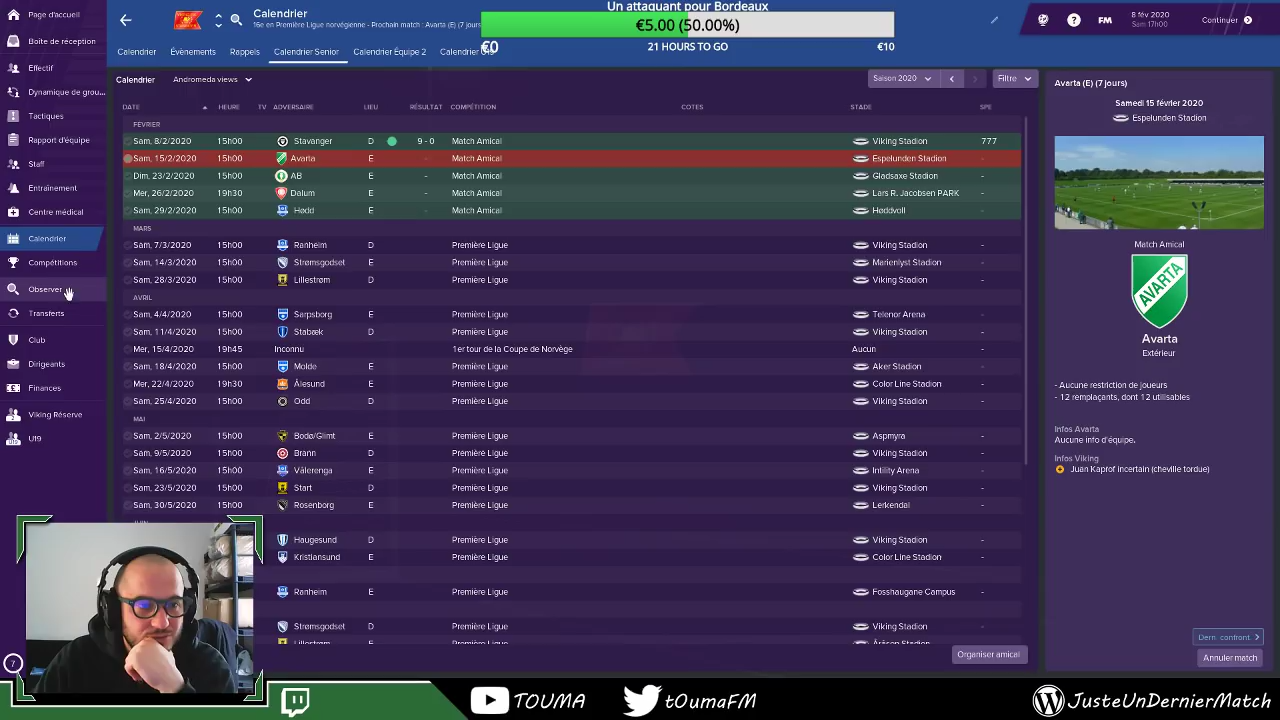 Page d'accueil
Boîte de réception
Effectif
Dynamique de grou...
Tactiques
Rapport d'équipe
Staff
Entraînement
Centre médical
Calendrier
Compétitions
Observer
Transferts
Club
Dirigeants
Finances
Viking Réserve
U19
7
Calendrier
16e en Première Ligue norvégienne - Prochain match : Avarta (E) (7 jours
Un attaquant pour Bordeaux
€5.00 (50.00%)
€0 21 HOURS TO GO €10
FM 8 fév 2020
Sam 17h00
Continuer
Calendrier Évènements Rappels Calendrier Senior Calendrier Équipe 2
Calendrier Andromeda views Saison 2020 Filtre
DATE HEURE TV ADVERSAIRE LIEU RÉSULTAT COMPÉTITION COTES STADE SPE
FÉVRIER
Sam, 8/2/2020 15h00 Stavanger D 9 - 0 Match Amical Viking Stadion 777
Sam, 15/2/2020 15h00 Avarta E - Match Amical Espelunden Stadion -
Dim, 23/2/2020 15h00 AB E - Match Amical Gladsaxe Stadion -
Mer, 26/2/2020 19h30 Dalum E - Match Amical Lars R. Jacobsen PARK -
Sam, 29/2/2020 15h00 Hødd E - Match Amical Høddvoll -
MARS
Sam, 7/3/2020 15h00 Ranheim D Première Ligue Viking Stadion -
Sam, 14/3/2020 15h00 Strømsgodset E Première Ligue Marienlyst Stadion -
Sam, 28/3/2020 15h00 Lillestrøm D Première Ligue Viking Stadion -
AVRIL
Sam, 4/4/2020 15h00 Sarpsborg E Première Ligue Telenor Arena -
Sam, 11/4/2020 15h00 Stabæk D Première Ligue Viking Stadion -
Mer, 15/4/2020 19h45 Inconnu 1er tour de la Coupe de Norvège Aucun -
Sam, 18/4/2020 15h00 Molde E Première Ligue Aker Stadion -
Mer, 22/4/2020 19h30 Ålesund E Première Ligue Color Line Stadion -
Sam, 25/4/2020 15h00 Odd D Première Ligue Viking Stadion -
MAI
Sam, 2/5/2020 15h00 Bodø/Glimt E Première Ligue Aspmyra -
Sam, 9/5/2020 15h00 Brann D Première Ligue Viking Stadion -
Sam, 16/5/2020 15h00 Vålerenga E Première Ligue Intility Arena -
Sam, 23/5/2020 15h00 Start D Première Ligue Viking Stadion -
Sam, 30/5/2020 15h00 Rosenborg E Première Ligue Lerkendal -
Haugesund D Première Ligue Viking Stadion -
Kristiansund E Première Ligue Color Line Stadion -
Ranheim E Première Ligue Fosshaugane Campus -
Strømsgodset D Première Ligue Viking Stadion -
Lillestrøm E Première Ligue Åråsen Stadion -
Organiser amical
Avarta (E) (7 jours)
Samedi 15 février 2020
Espelunden Stadion
Match Amical
AVARTA
Avarta
Extérieur
- Aucune restriction de joueurs
- 12 remplaçants, dont 12 utilisables
Infos Avarta
Aucune info d'équipe.
Infos Viking
Juan Kaprof incertain (cheville tordue)
Dern. confront.
Annuler match
TOUMA tOumaFM JusteUnDernierMatch